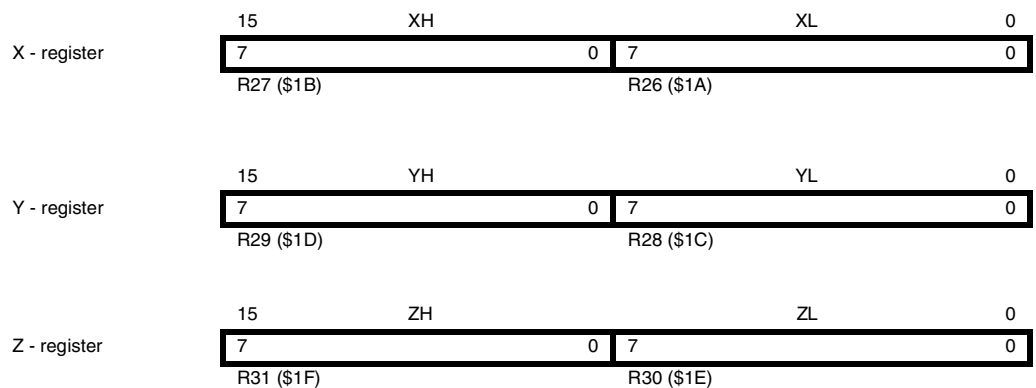 15 XH XL 0
X - register 7 0 7 0
R27 ($1B) R26 ($1A)
15 YH YL 0
Y - register 7 0 7 0
R29 ($1D) R28 ($1C)
15 ZH ZL 0
Z - register 7 0 7 0
R31 ($1F) R30 ($1E)